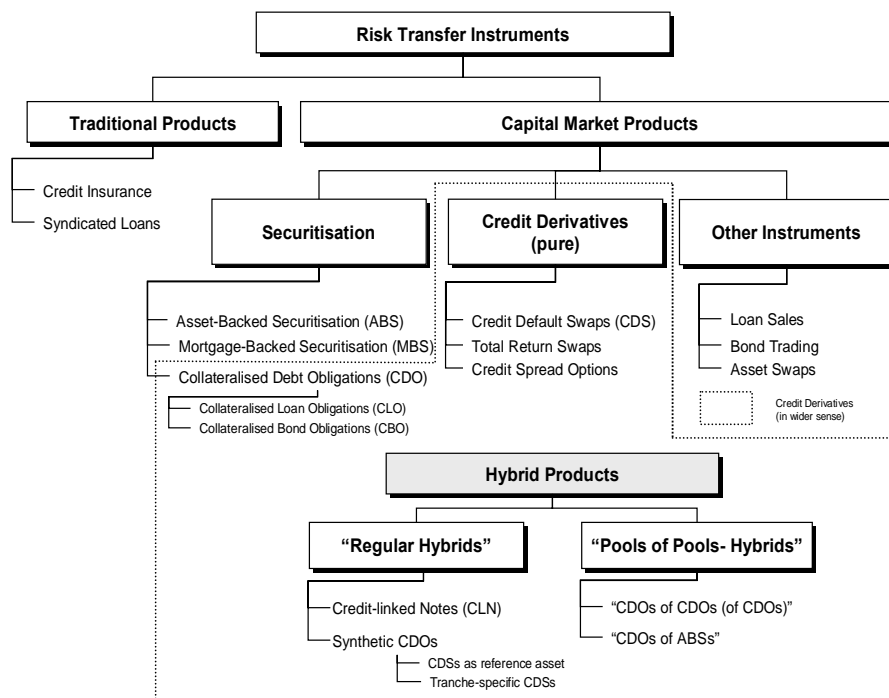 Risk Transfer Instruments
Traditional Products
Capital Market Products
Credit Insurance
Syndicated Loans
Securitisation
Credit Derivatives
(pure)
Other Instruments
Asset-Backed Securitisation (ABS)
Mortgage-Backed Securitisation (MBS)
Collateralised Debt Obligations (CDO)
Collateralised Loan Obligations (CLO)
Collateralised Bond Obligations (CBO)
Credit Default Swaps (CDS)
Total Return Swaps
Credit Spread Options
Loan Sales
Bond Trading
Asset Swaps
Credit Derivatives
(in wider sense)
Hybrid Products
“Regular Hybrids”
“Pools of Pools- Hybrids”
Credit-linked Notes (CLN)
Synthetic CDOs
CDSs as reference asset
Tranche-specific CDSs
“CDOs of CDOs (of CDOs)”
“CDOs of ABSs”